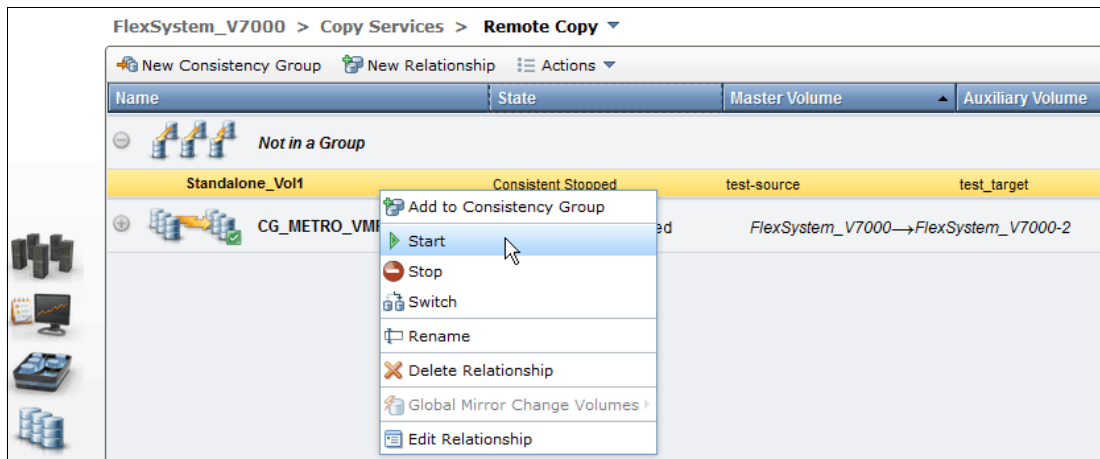 FlexSystem_V7000 > Copy Services > Remote Copy
New Consistency Group New Relationship Actions
Name State Master Volume Auxiliary Volume
Not in a Group
Standalone_Vol1 Consistent Stopped test-source test_target
Add to Consistency Group
CG_METRO_VM ed FlexSystem_V7000→FlexSystem_V7000-2
Start
Stop
Switch
Rename
Delete Relationship
Global Mirror Change Volumes
Edit Relationship